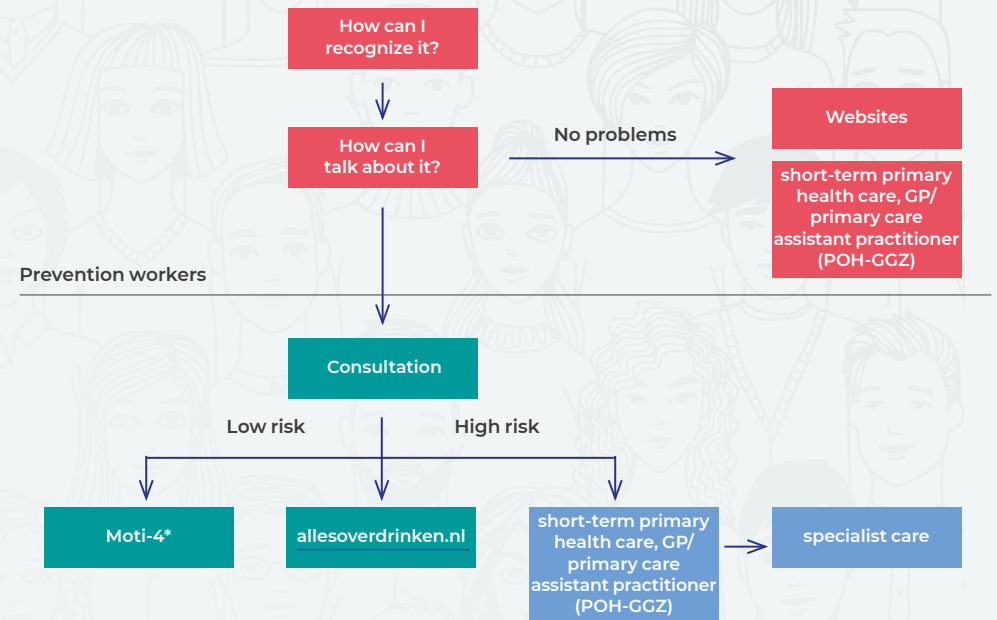 How can I
recognize it?
How can I
talk about it?
No problems
Websites
short-term primary
health care, GP/
primary care
assistant practitioner
(POH-GGZ)
Prevention workers
Consultation
Low risk
High risk
Moti-4*
allesoverdrinken.nl
short-term primary
health care, GP/
primary care
assistant practitioner
(POH-GGZ)
specialist care